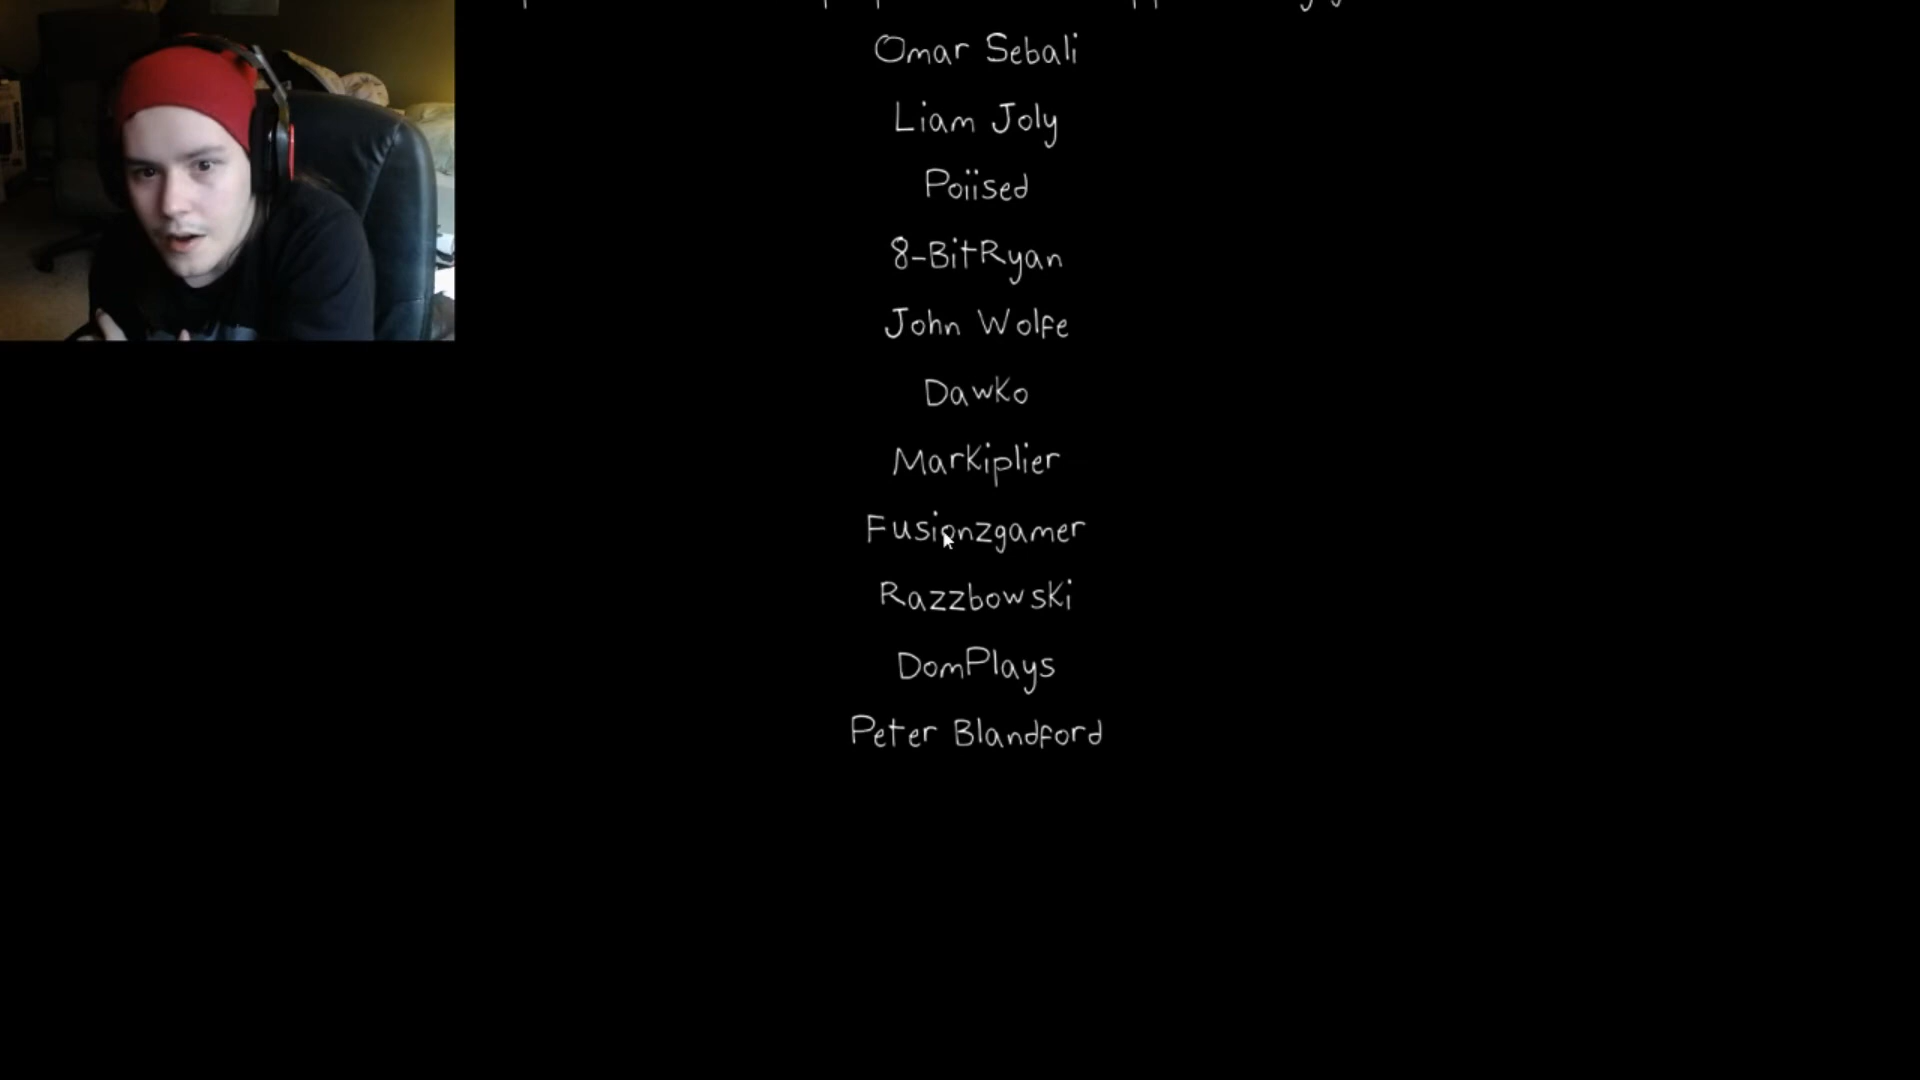 Omar Sebali
Liam Joly
Poiised
8-BitRyan
John Wolfe
Dawko
Markiplier
Fusionzgamer
Razzbowski
DomPlays
Peter Blandford